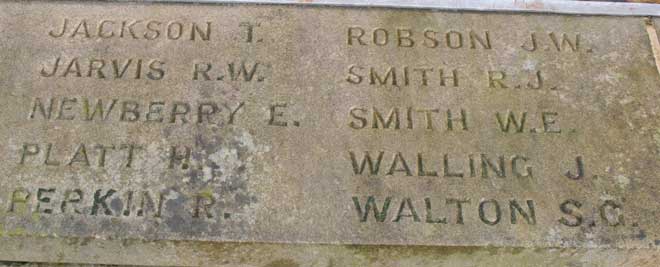 JACKSON T.
JARVIS R.W.
NEWBERRY E.
PLATT H.
PERKIN R.
ROBSON J.W.
SMITH R.J.
SMITH W.E.
WALLING J.
WALTON S.G.